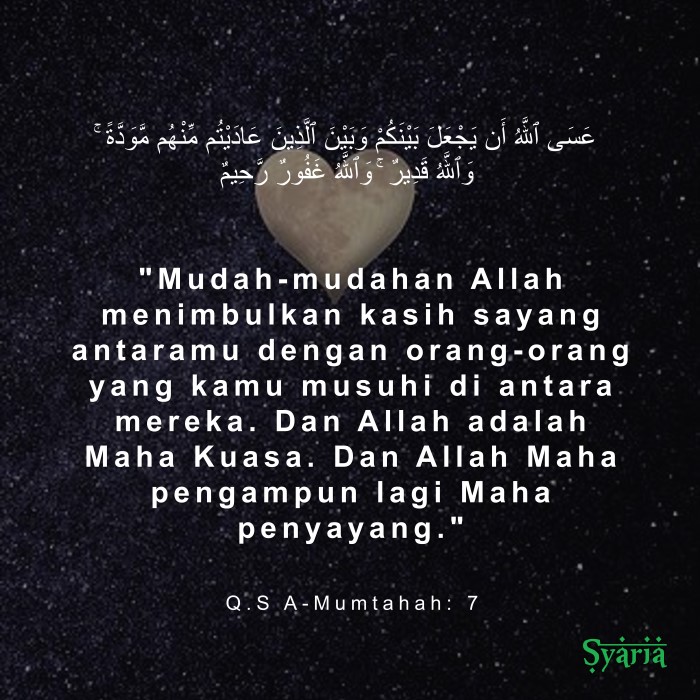 عَسَى ٱللَّهُ أَن يَجْعَلَ بَيْنَكُمْ وَبَيْنَ ٱلَّذِينَ عَادَيْتُم مِّنْهُم مَّوَدَّةً ۚ
وَٱللَّهُ قَدِيرٌ ۚ وَٱللَّهُ غَفُورٌ رَّحِيمٌ
"Mudah-mudahan Allah
menimbulkan kasih sayang
antaramu dengan orang-orang
yang kamu musuhi di antara
mereka. Dan Allah adalah
Maha Kuasa. Dan Allah Maha
pengampun lagi Maha
penyayang."
Q.S A-Mumtahah: 7
Syaria